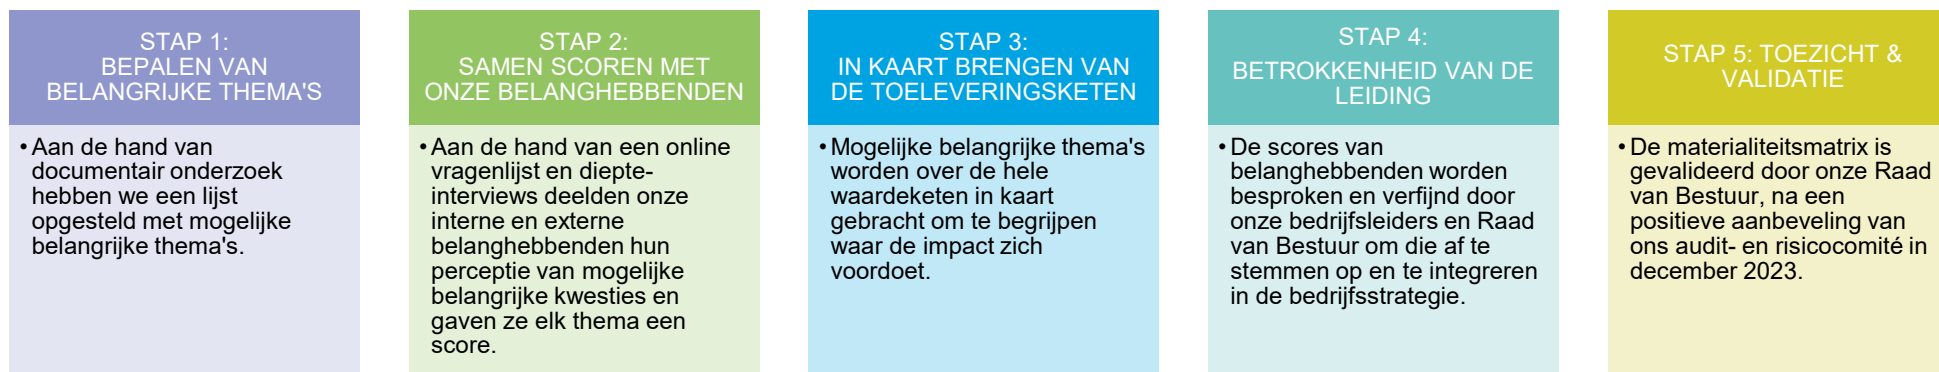 STAP 1:
BEPALEN VAN
BELANGRIJKE THEMA'S
• Aan de hand van
documentair onderzoek
hebben we een lijst
opgesteld met mogelijke
belangrijke thema's.
STAP 2:
SAMEN SCOREN MET
ONZE BELANGHEBBENDEN
• Aan de hand van een online
vragenlijst en diepte-
interviews deelden onze
interne en externe
belanghebbenden hun
perceptie van mogelijke
belangrijke kwesties en
gaven ze elk thema een
score.
STAP 3:
IN KAART BRENGEN VAN
DE TOELEVERINGSKETEN
• Mogelijke belangrijke thema's
worden over de hele
waardeketen in kaart
gebracht om te begrijpen
waar de impact zich
voordoet.
STAP 4:
BETROKKENHEID VAN DE
LEIDING
• De scores van
belanghebbenden worden
besproken en verfijnd door
onze bedrijfsleiders en Raad
van Bestuur om die af te
stemmen op en te integreren
in de bedrijfsstrategie.
STAP 5: TOEZICHT &
VALIDATIE
• De materialiteitsmatrix is
gevalideerd door onze Raad
van Bestuur, na een
positieve aanbeveling van
ons audit- en risicocomité in
december 2023.